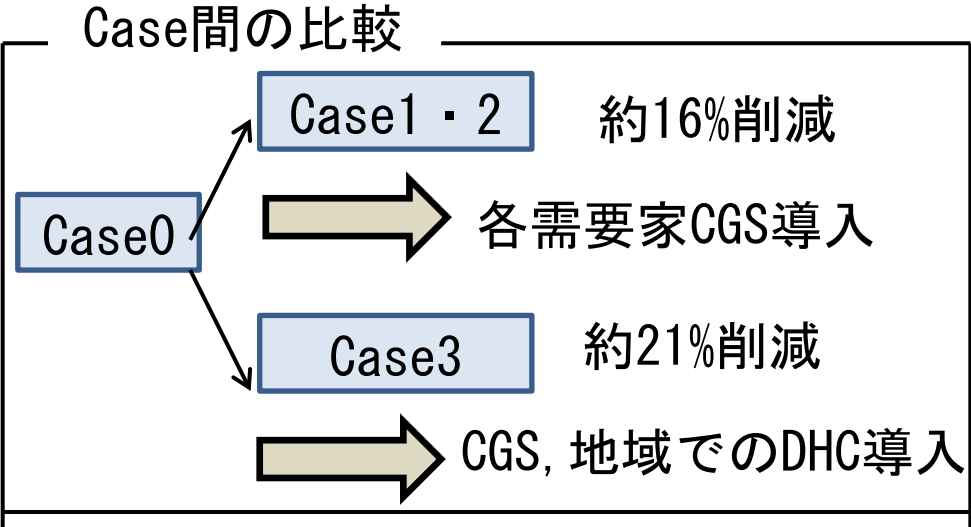 Case間の比較
Case1・2 約16%削減
Case0
各需要家CGS導入
Case3 約21%削減
CGS,地域でのDHC導入